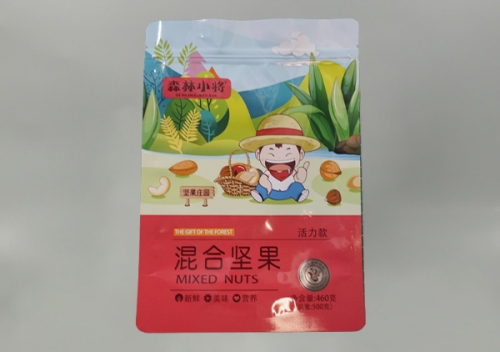 森林小将
坚果庄园
THE GIFT OF THE FOREST
活力款
混合坚果
MIXED NUTS
新鲜 美味 营养
含量:460克